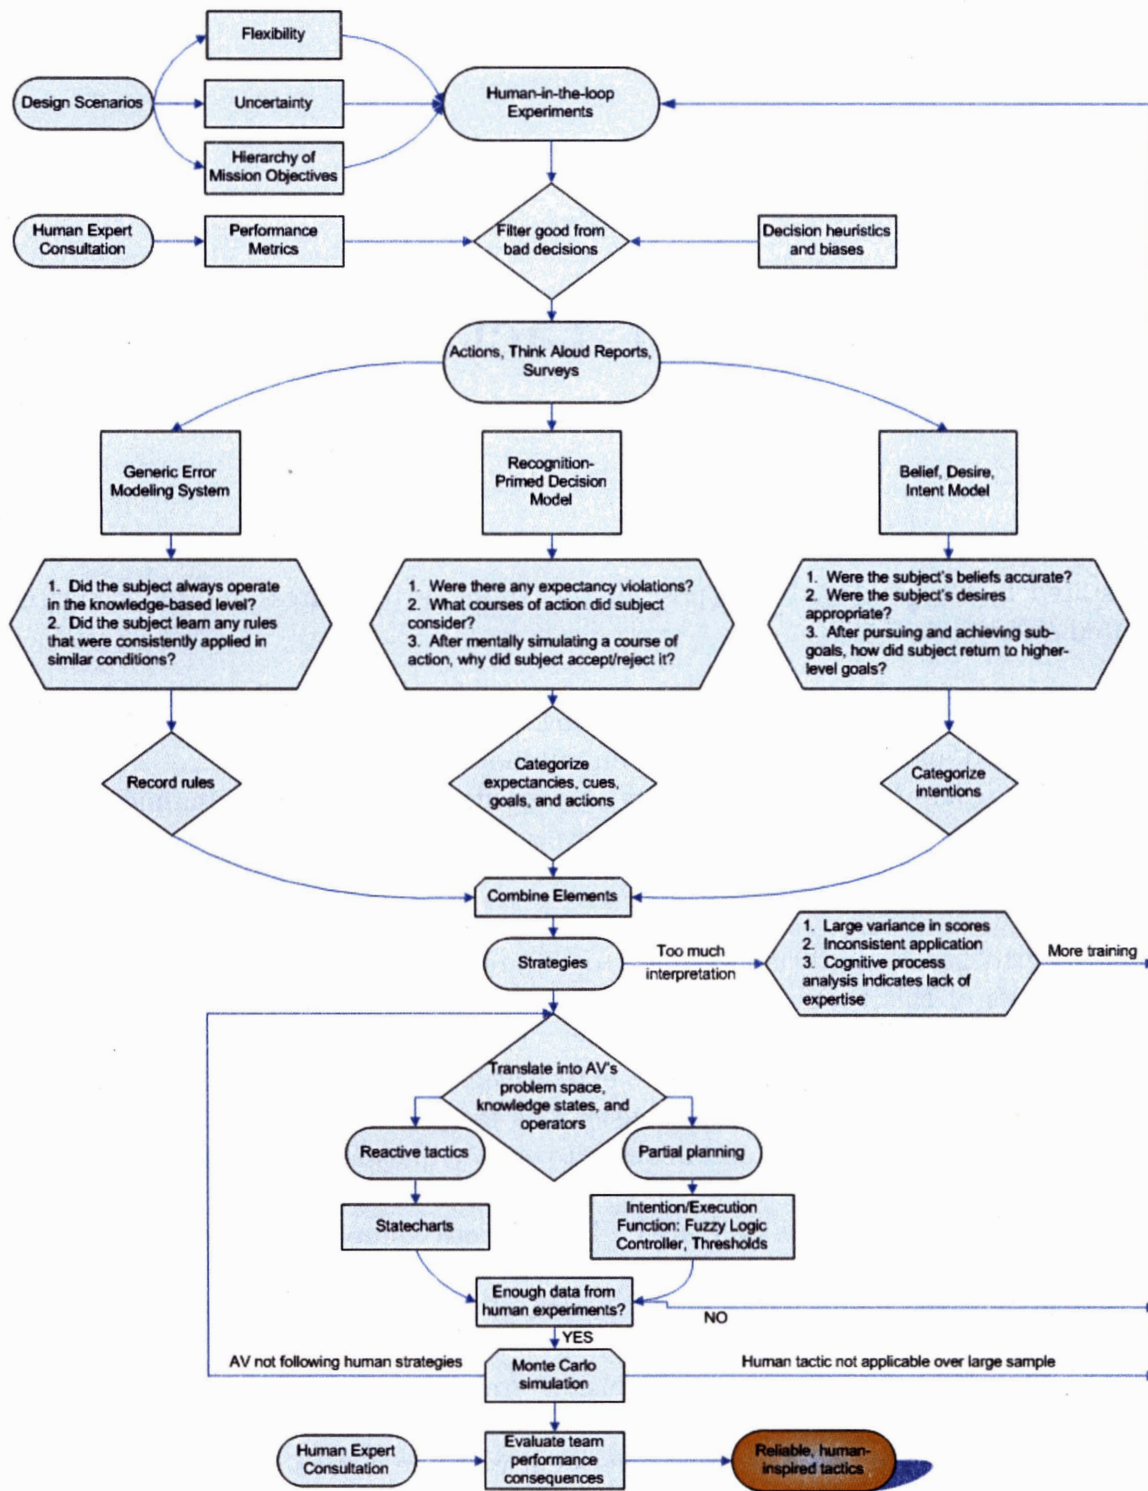 Flexibility
Design Scenarios
Uncertainty
Human-in-the-loop
Experiments
Hierarchy of
Mission Objectives
Human Expert
Consultation
Performance
Metrics
Filter good from
bad decisions
Decision heuristics
and biases
Actions, Think Aloud Reports,
Surveys
Generic Error
Modeling System
Recognition-
Primed Decision
Model
Belief, Desire,
Intent Model
1. Did the subject always operate
in the knowledge-based level?
2. Did the subject learn any rules
that were consistently applied in
similar conditions?
1. Were there any expectancy violations?
2. What courses of action did subject
consider?
3. After mentally simulating a course of
action, why did subject accept/reject it?
1. Were the subject's beliefs accurate?
2. Were the subject's desires
appropriate?
3. After pursuing and achieving sub-
goals, how did subject return to higher-
level goals?
Record rules
Categorize
expectancies, cues,
goals, and actions
Categorize
intentions
Combine Elements
Strategies
Too much
interpretation
1. Large variance in scores
2. Inconsistent application
3. Cognitive process
analysis indicates lack of
expertise
More training
Translate into AV's
problem space,
knowledge states, and
operators
Reactive tactics
Partial planning
Statecharts
Intention/Execution
Function: Fuzzy Logic
Controller, Thresholds
Enough data from
human experiments?
NO
YES
AV not following human strategies
Monte Carlo
simulation
Human tactic not applicable over large sample
Human Expert
Consultation
Evaluate team
performance
consequences
Reliable, human-
inspired tactics